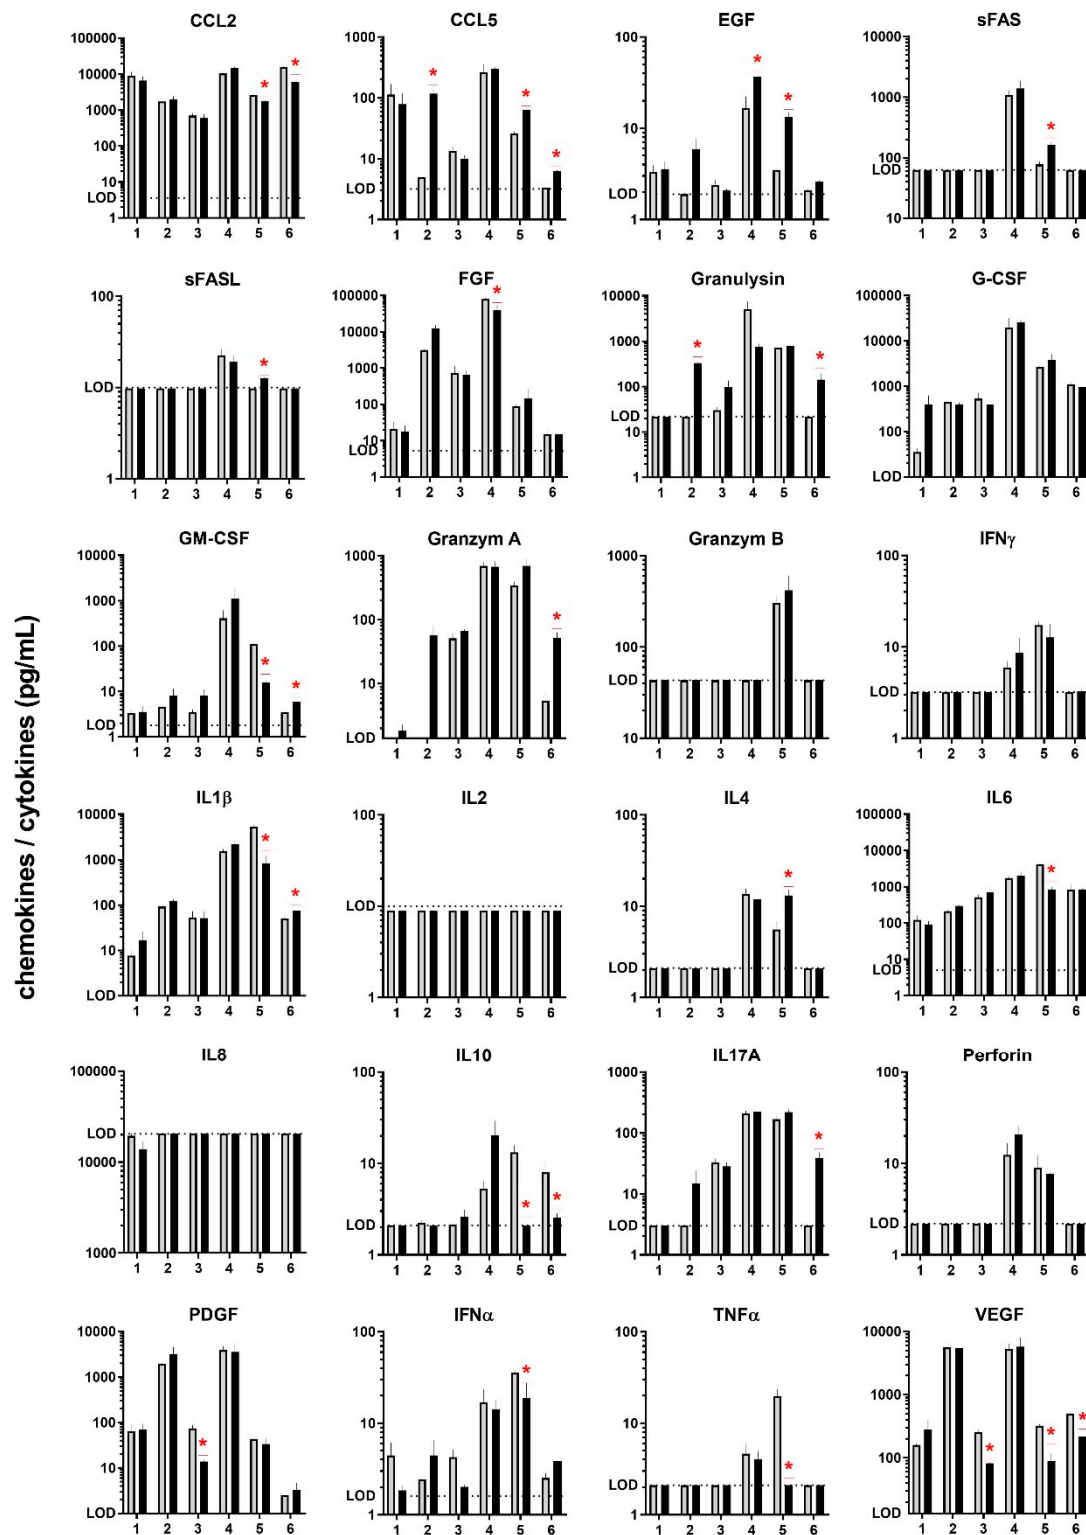 chemokines / cytokines (pg/mL)
CCL2
100000
10000
1000
100
10
LOD
1
1 2 3 4 5 6
CCL5
1000
100
10
LOD
1
1 2 3 4 5 6
EGF
100
10
LOD
1
1 2 3 4 5 6
sFAS
10000
1000
100
LOD
10
1 2 3 4 5 6
sFASL
100
LOD
1
1 2 3 4 5 6
FGF
100000
10000
1000
100
10
LOD
1
1 2 3 4 5 6
Granulysin
10000
1000
100
LOD
10
1
1 2 3 4 5 6
G-CSF
100000
10000
1000
100
LOD
1 2 3 4 5 6
GM-CSF
10000
1000
100
10
LOD
1
1 2 3 4 5 6
Granzym A
1000
100
10
LOD
1 2 3 4 5 6
Granzym B
1000
100
LOD
10
1 2 3 4 5 6
IFNγ
100
10
LOD
1
1 2 3 4 5 6
IL1β
10000
1000
100
10
LOD
1 2 3 4 5 6
IL2
100
LOD
1
1 2 3 4 5 6
IL4
100
10
LOD
1
1 2 3 4 5 6
IL6
100000
10000
1000
100
10
LOD
1
1 2 3 4 5 6
IL8
100000
LOD
10000
1000
1 2 3 4 5 6
IL10
100
10
LOD
1
1 2 3 4 5 6
IL17A
1000
100
10
LOD
1
1 2 3 4 5 6
Perforin
100
10
LOD
1
1 2 3 4 5 6
PDGF
10000
1000
100
10
LOD
1 2 3 4 5 6
IFNα
100
10
LOD
1
1 2 3 4 5 6
TNFα
100
10
LOD
1
1 2 3 4 5 6
VEGF
10000
1000
100
LOD
1 2 3 4 5 6